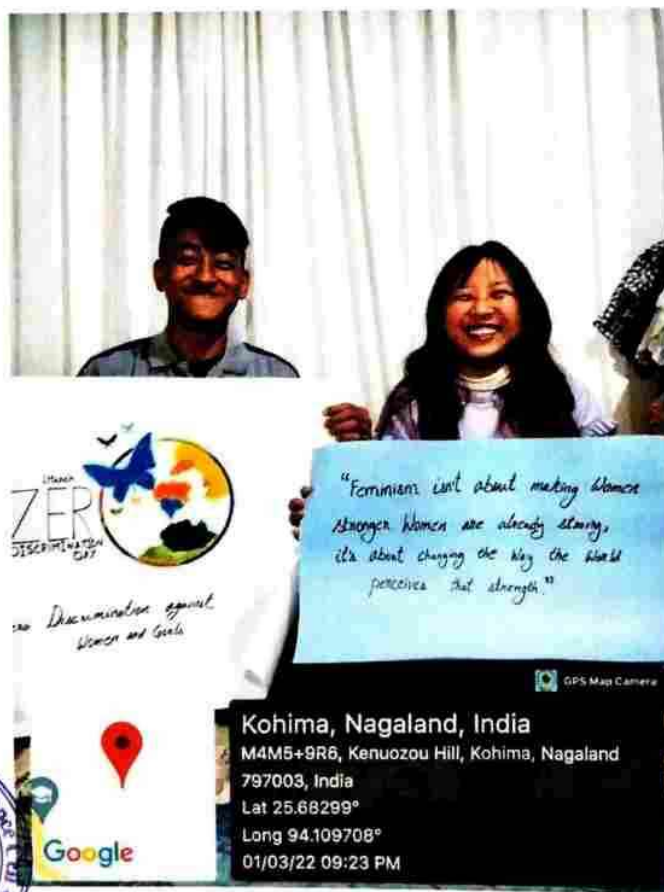 1 March
ZER
DISCRIMINATION
DAY
Discrimination against
Women and Girls
"Feminism isn't about making Women
stronger. Women are already strong,
it's about changing the way the World
perceives that strength."
GPS Map Camera
Kohima, Nagaland, India
M4M5+9R6, Kenuozou Hill, Kohima, Nagaland
797003, India
Lat 25.68299°
Long 94.109708°
01/03/22 09:23 PM
Google